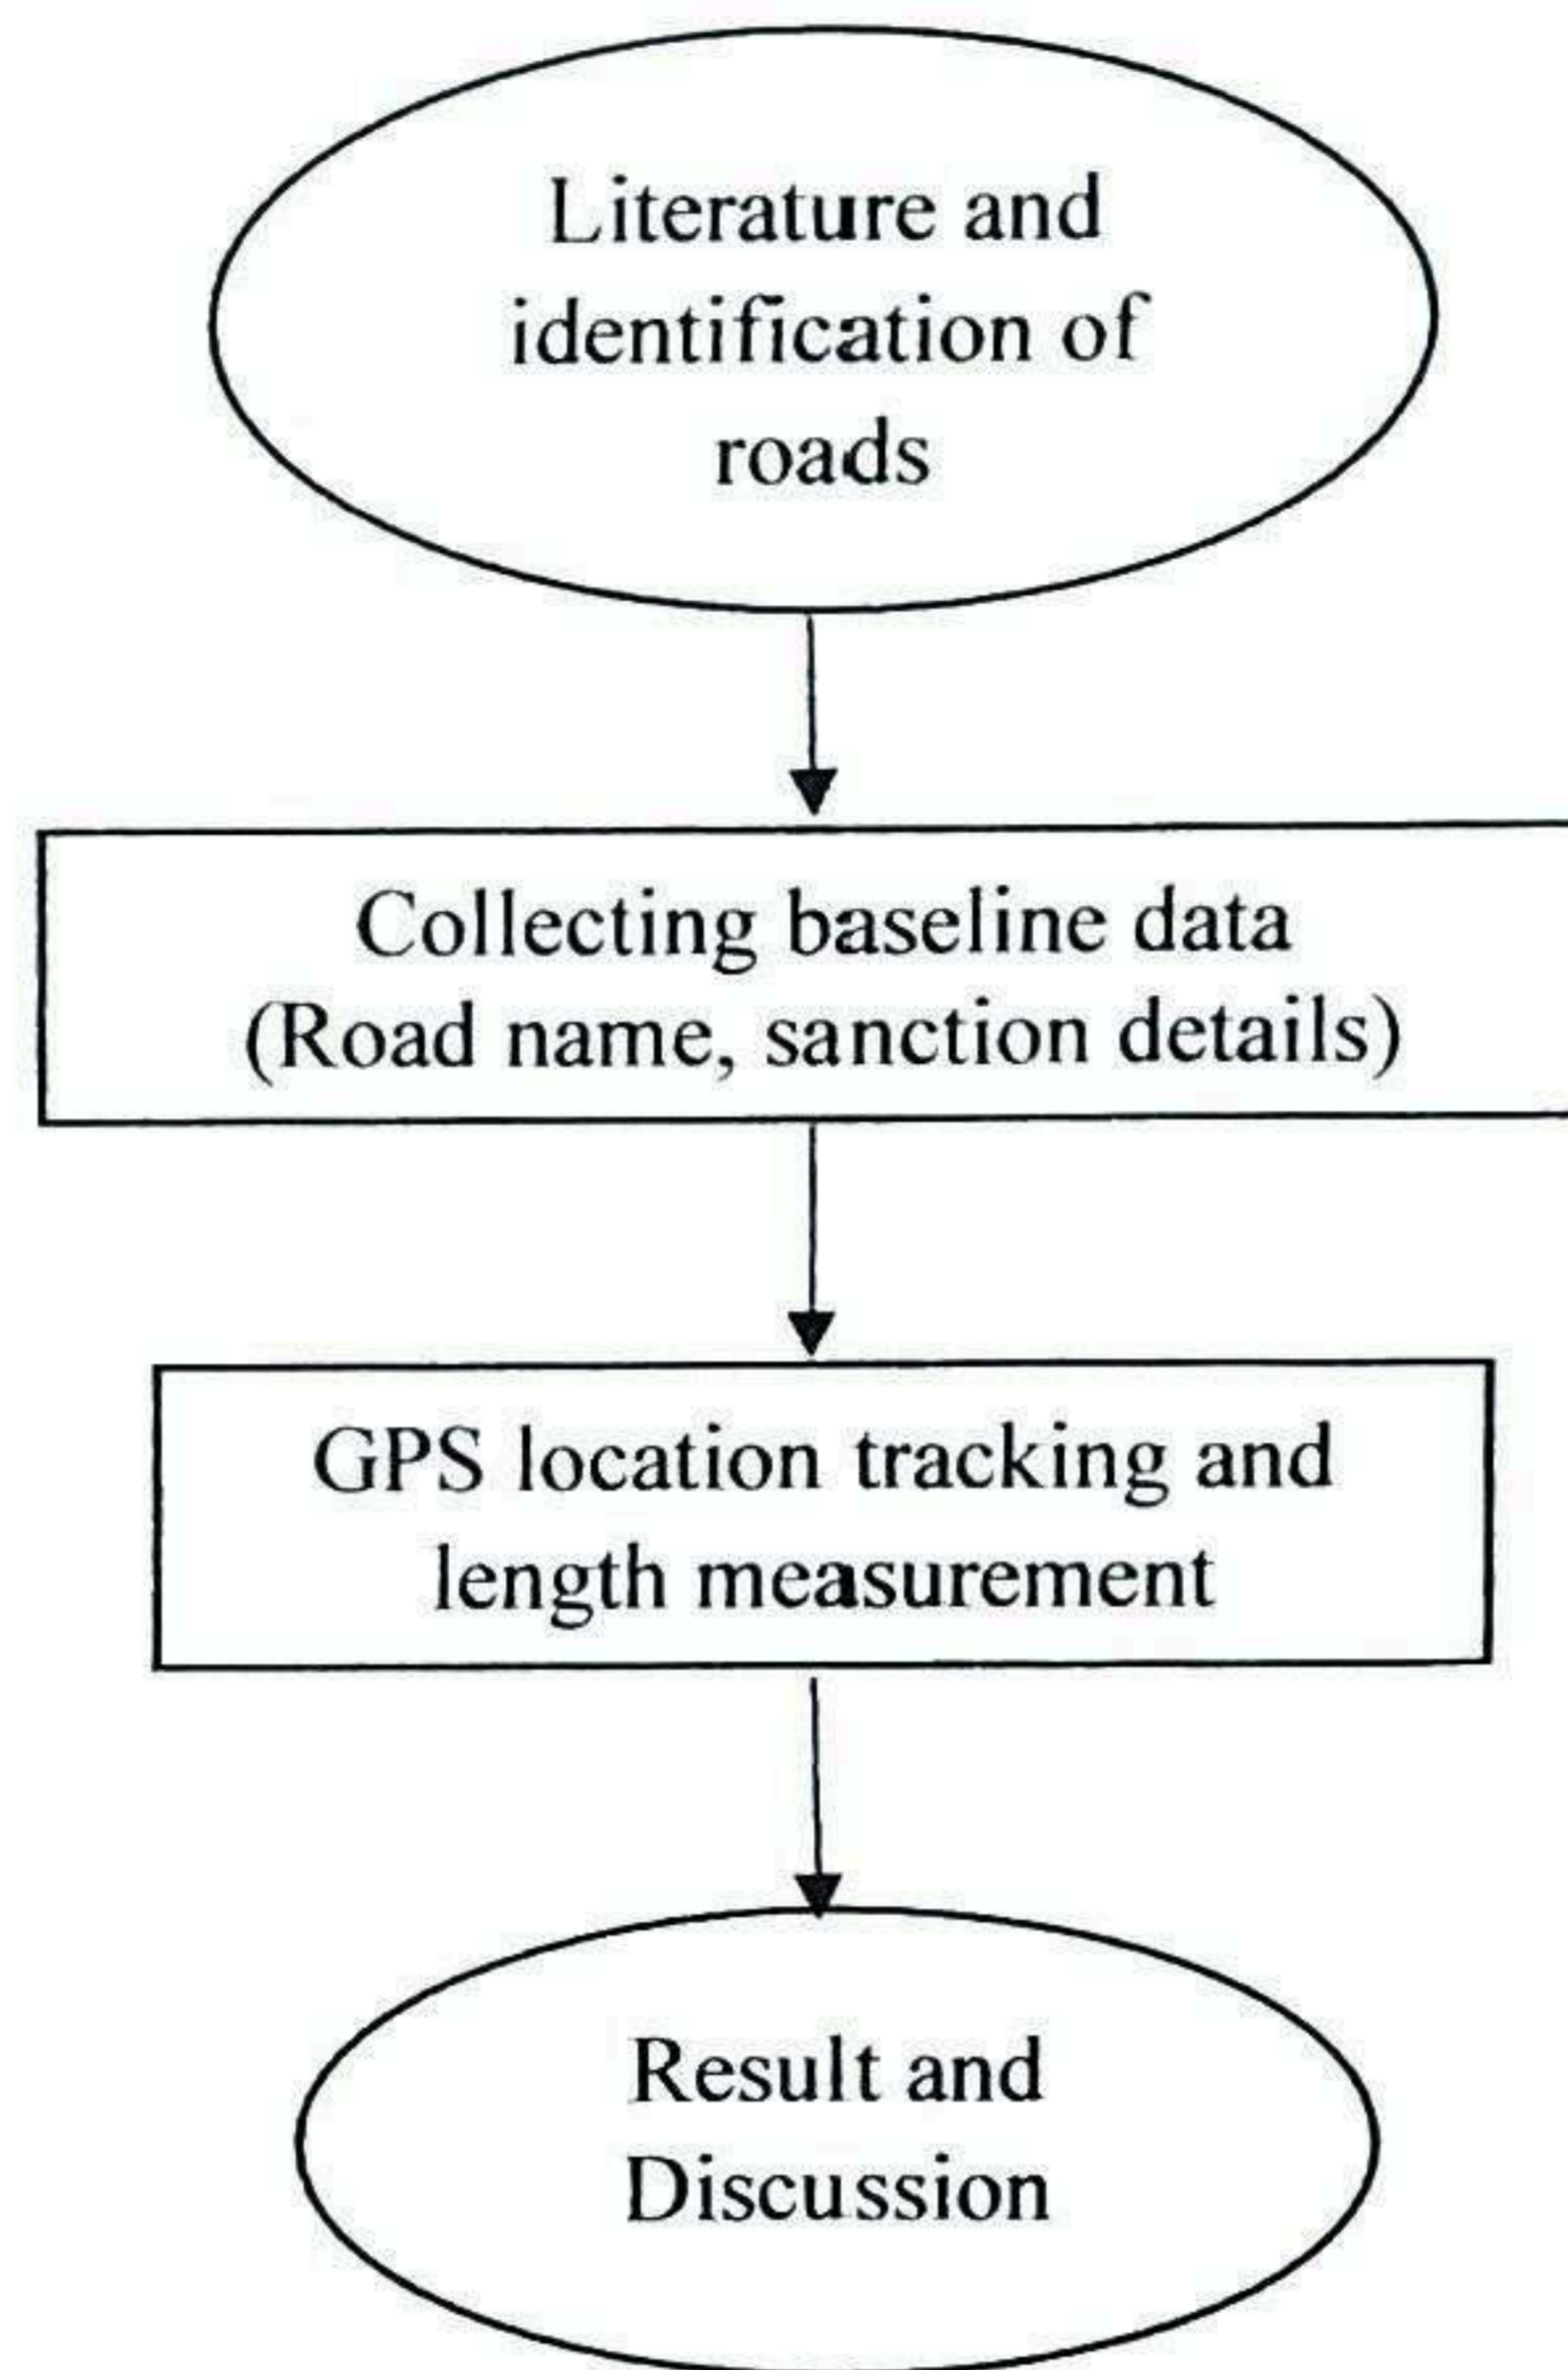 Literature and
identification of
roads
Collecting baseline data
(Road name, sanction details)
GPS location tracking and
length measurement
Result and
Discussion